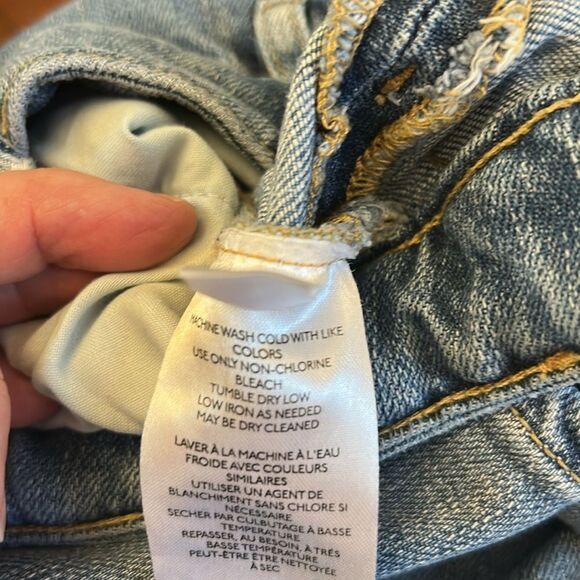 MACHINE WASH COLD WITH LIKE
COLORS
USE ONLY NON-CHLORINE
BLEACH
TUMBLE DRY LOW
LOW IRON AS NEEDED
MAY BE DRY CLEANED
LAVER À LA MACHINE À L'EAU
FROIDE AVEC COULEURS
SIMILAIRES
UTILISER UN AGENT DE
BLANCHIMENT SANS CHLORE SI
NÉCESSAIRE
SECHER PAR CULBUTAGE À BASSE
TEMPERATURE
REPASSER, AU BESOIN, À TRÈS
BASSE TEMPÉRATURE
PEUT-ÊTRE ÊTRE NETTOYÉE
À SEC